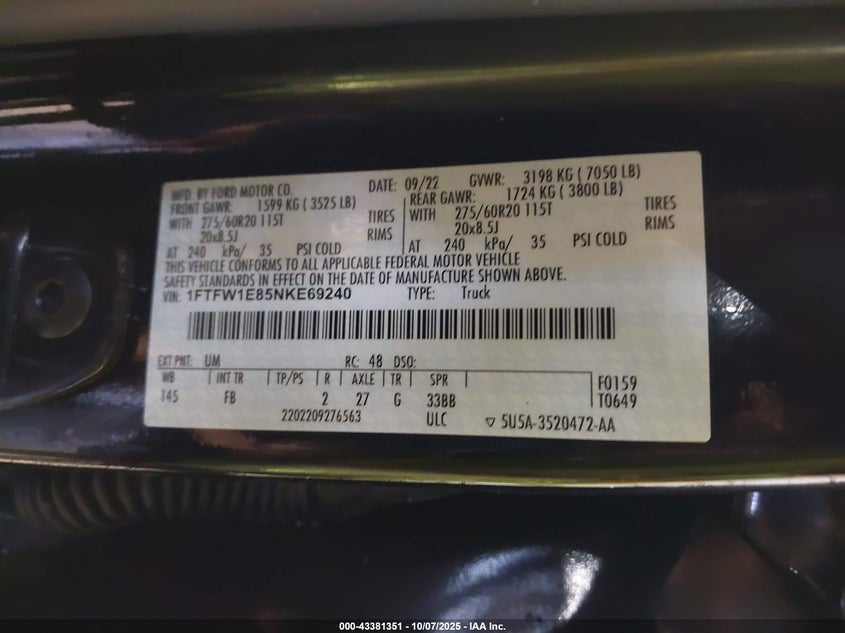 MFD. BY FORD MOTOR CO. DATE: 09/22 GVWR: 3198 KG ( 7050 LB)
FRONT GAWR: 1599 KG ( 3525 LB) REAR GAWR: 1724 KG ( 3800 LB)
WITH 275/60R20 115T TIRES WITH 275/60R20 115T TIRES
20x8.5J RIMS 20x8.5J RIMS
AT 240 kPa/ 35 PSI COLD AT 240 kPa/ 35 PSI COLD
THIS VEHICLE CONFORMS TO ALL APPLICABLE FEDERAL MOTOR VEHICLE
SAFETY STANDARDS IN EFFECT ON THE DATE OF MANUFACTURE SHOWN ABOVE.
VIN: 1FTFW1E85NKE69240 TYPE: Truck
EXT PNT: UM RC: 48 DSO:
WB INT TR TP/PS R AXLE TR SPR F0159
145 FB 2 27 G 33BB T0649
2202209276563 ULC ▽ 5U5A-3520472-AA
000-43381351 | 10/07/2025 - IAA Inc.